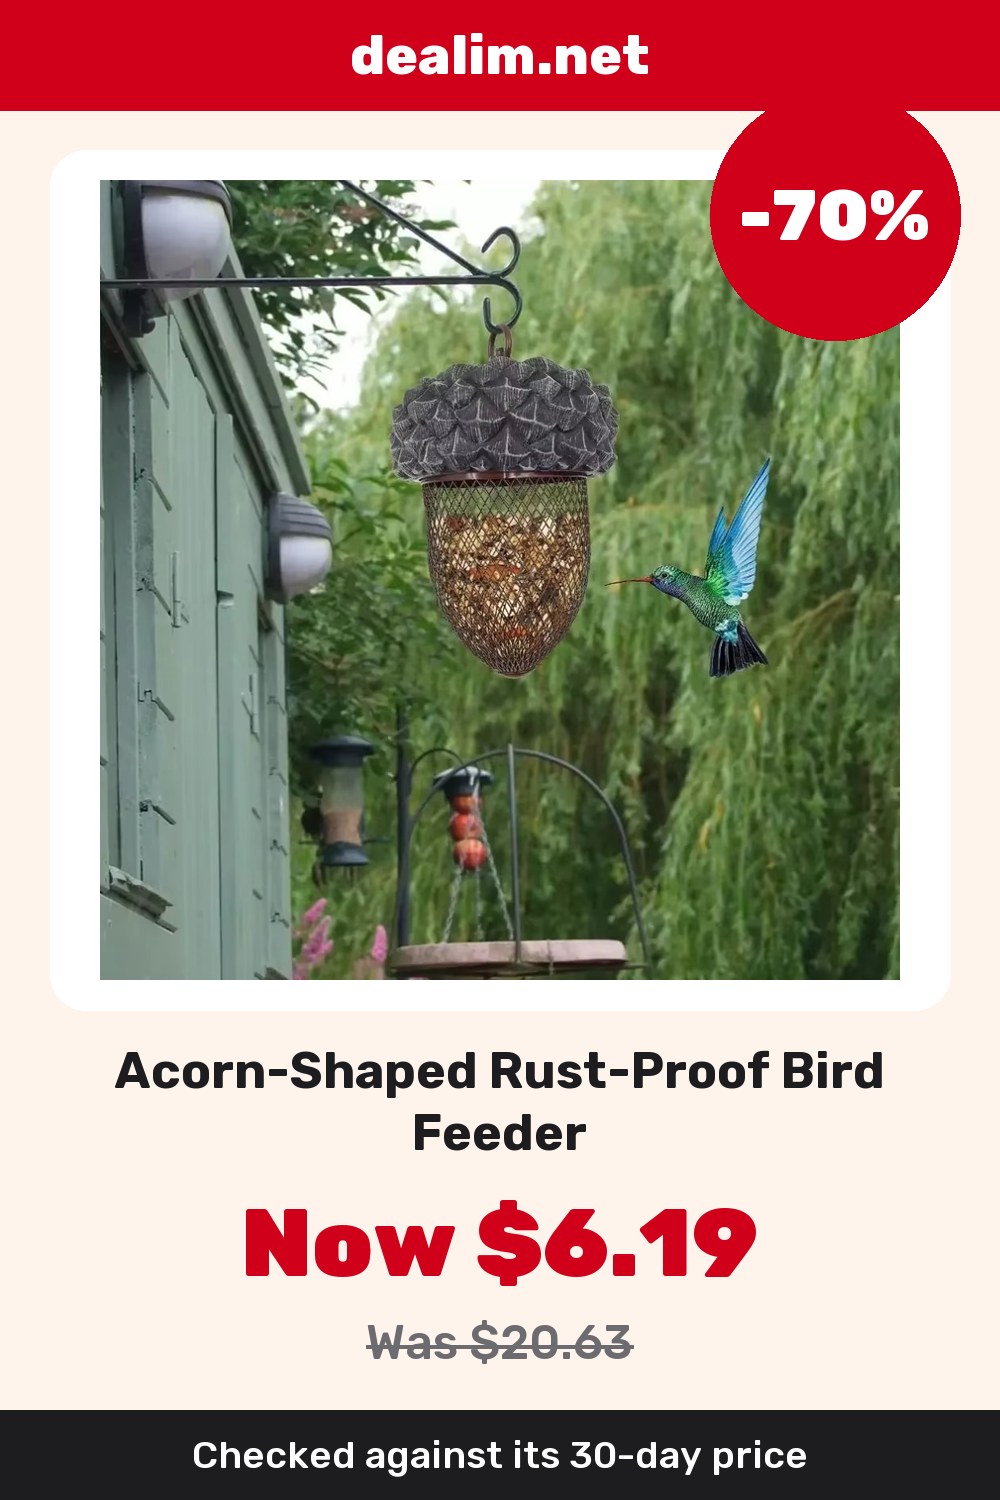 dealim.net
-70%
Acorn-Shaped Rust-Proof Bird
Feeder
Now $6.19
Was $20.63
Checked against its 30-day price